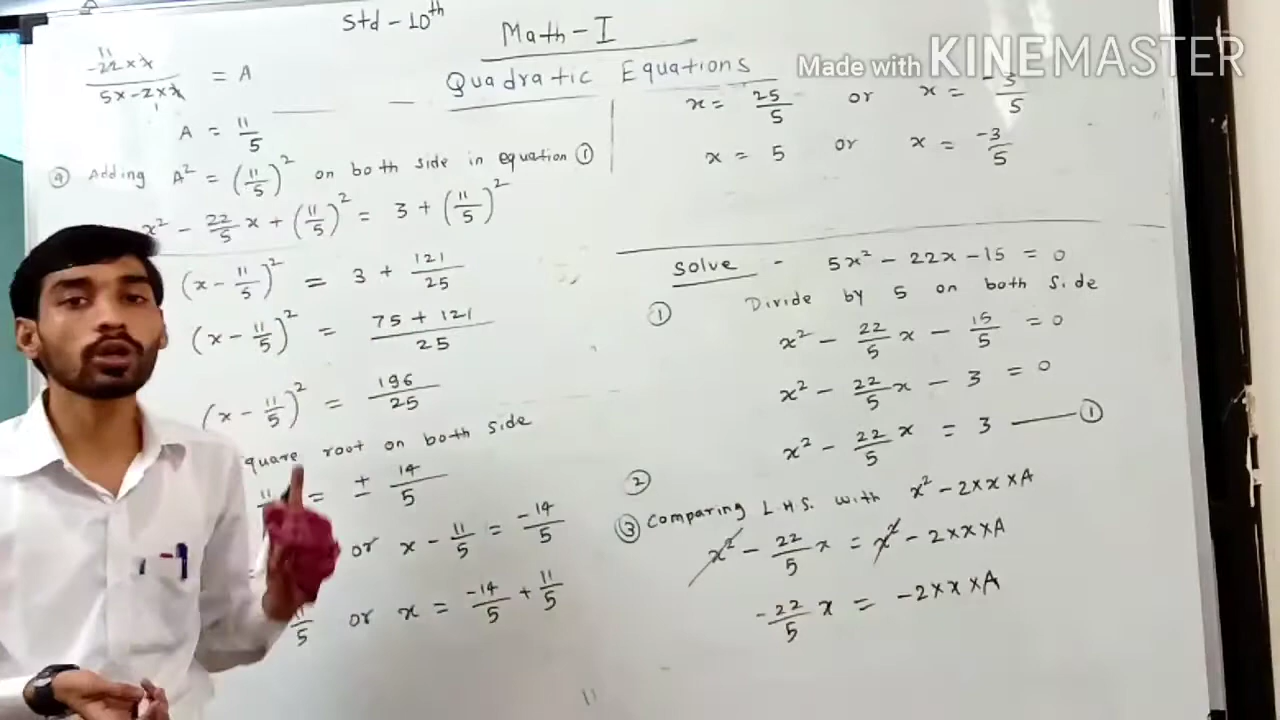 Std - 10th
Math - I
Quadratic Equations
Made with KINEMASTER
-22 × x / 5x - 2 × x = A
11
1
A = 11/5
④ Adding A² = (11/5)² on both side in equation ①
x² - 22/5 x + (11/5)² = 3 + (11/5)²
(x - 11/5)² = 3 + 121/25
(x - 11/5)² = 75 + 121 / 25
(x - 11/5)² = 196/25
quare root on both side
11 = ± 14/5
or x - 11/5 = -14/5
11/5 or x = -14/5 + 11/5
x = 25/5 or x = -3/5
x = 5 or x = -3/5
Solve - 5x² - 22x - 15 = 0
① Divide by 5 on both side
x² - 22/5 x - 15/5 = 0
x² - 22/5 x - 3 = 0
x² - 22/5 x = 3 —— ①
②
③ Comparing L.H.S. with x² - 2×x×A
x² - 22/5 x = x² - 2×x×A
-22/5 x = -2×x×A